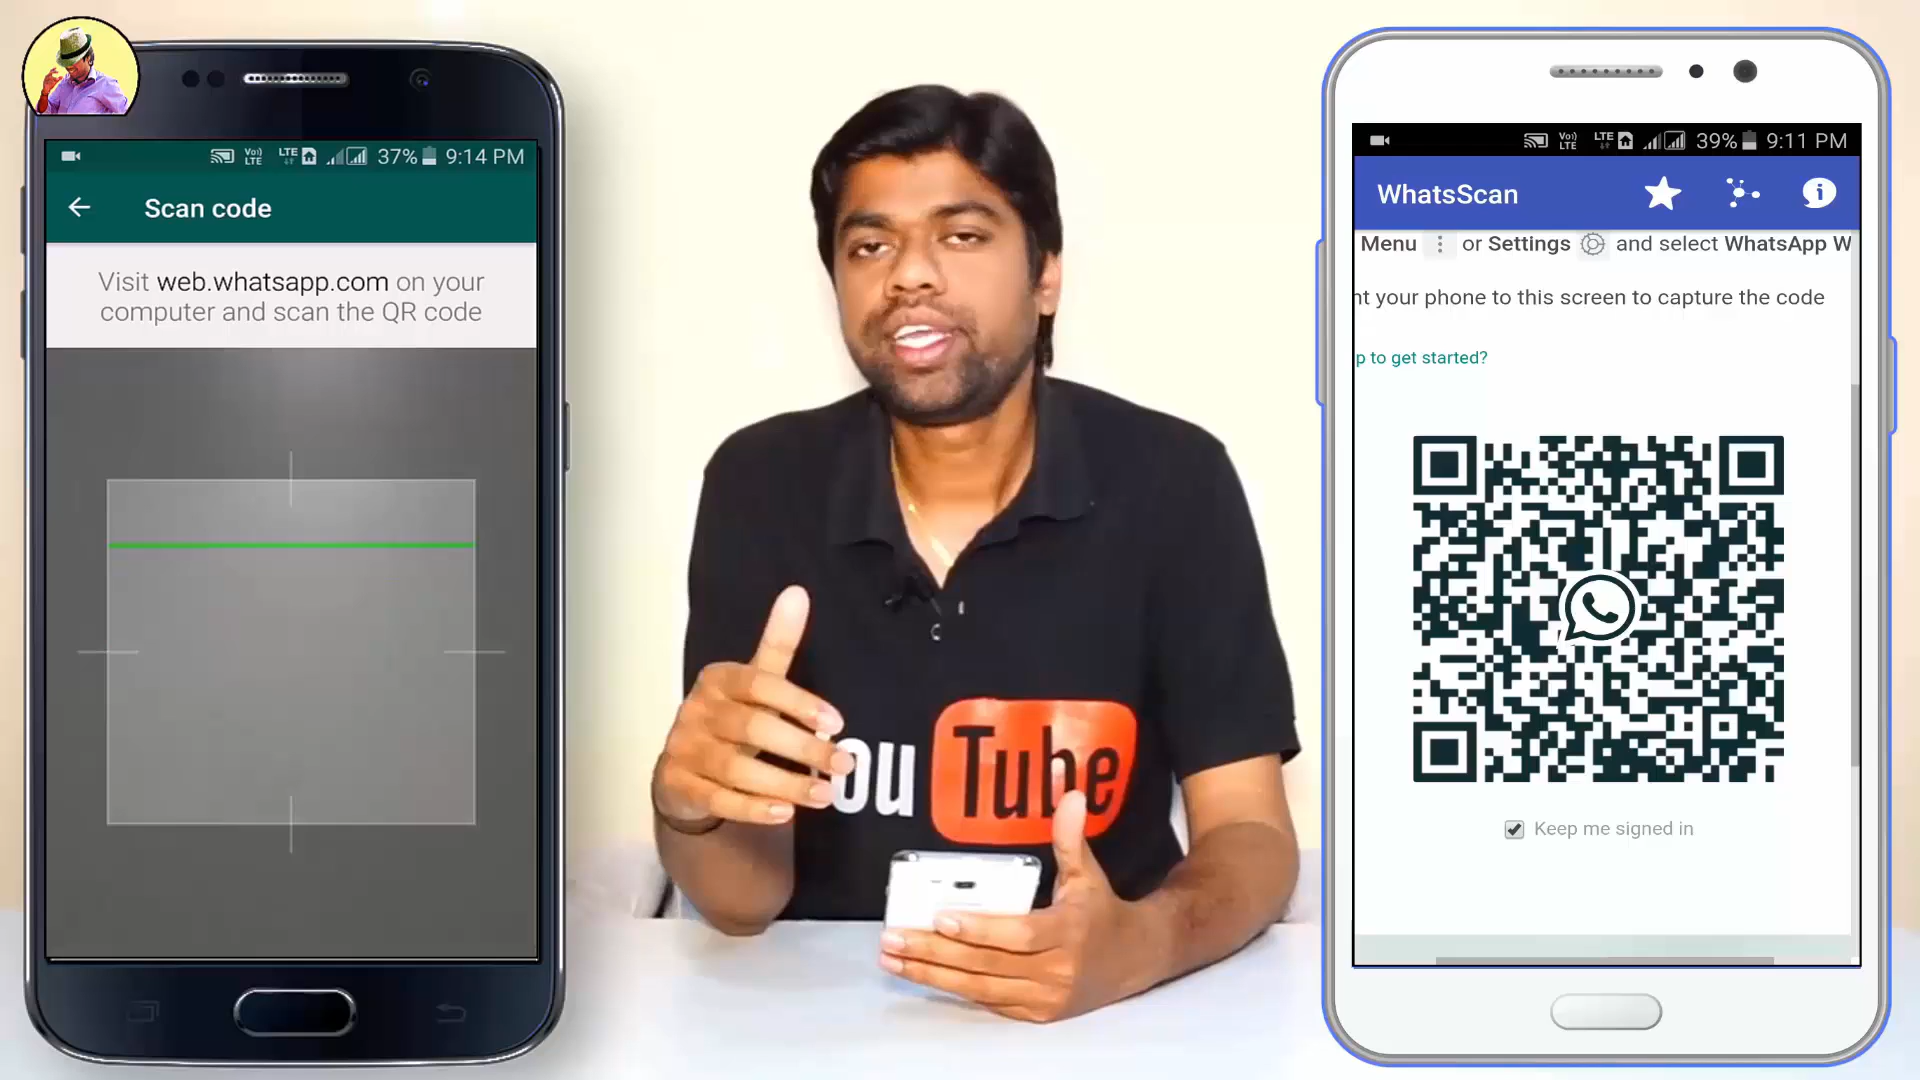 37% 9:14 PM
Scan code
Visit web.whatsapp.com on your
computer and scan the QR code
ou Tube
39% 9:11 PM
WhatsScan
Menu or Settings and select WhatsApp W
nt your phone to this screen to capture the code
p to get started?
Keep me signed in